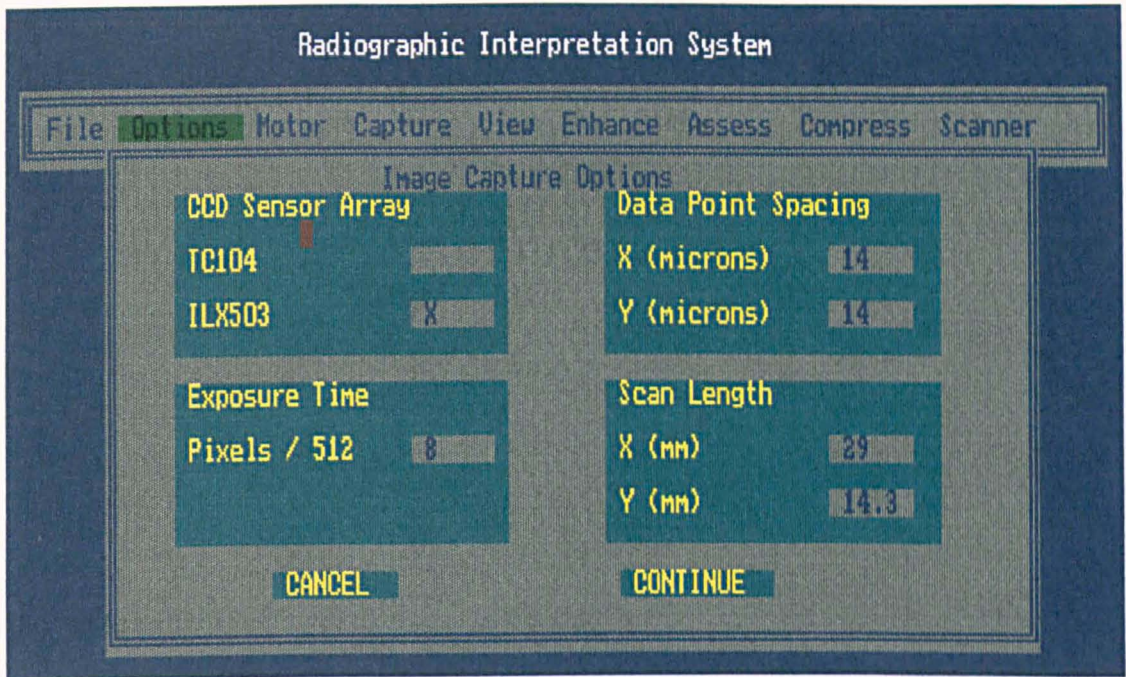 Radiographic Interpretation System
File Options Motor Capture View Enhance Assess Compress Scanner
Image Capture Options
CCD Sensor Array
TC104
ILX503 X
Data Point Spacing
X (microns) 14
Y (microns) 14
Exposure Time
Pixels / 512 8
Scan Length
X (mm) 29
Y (mm) 14.3
CANCEL CONTINUE